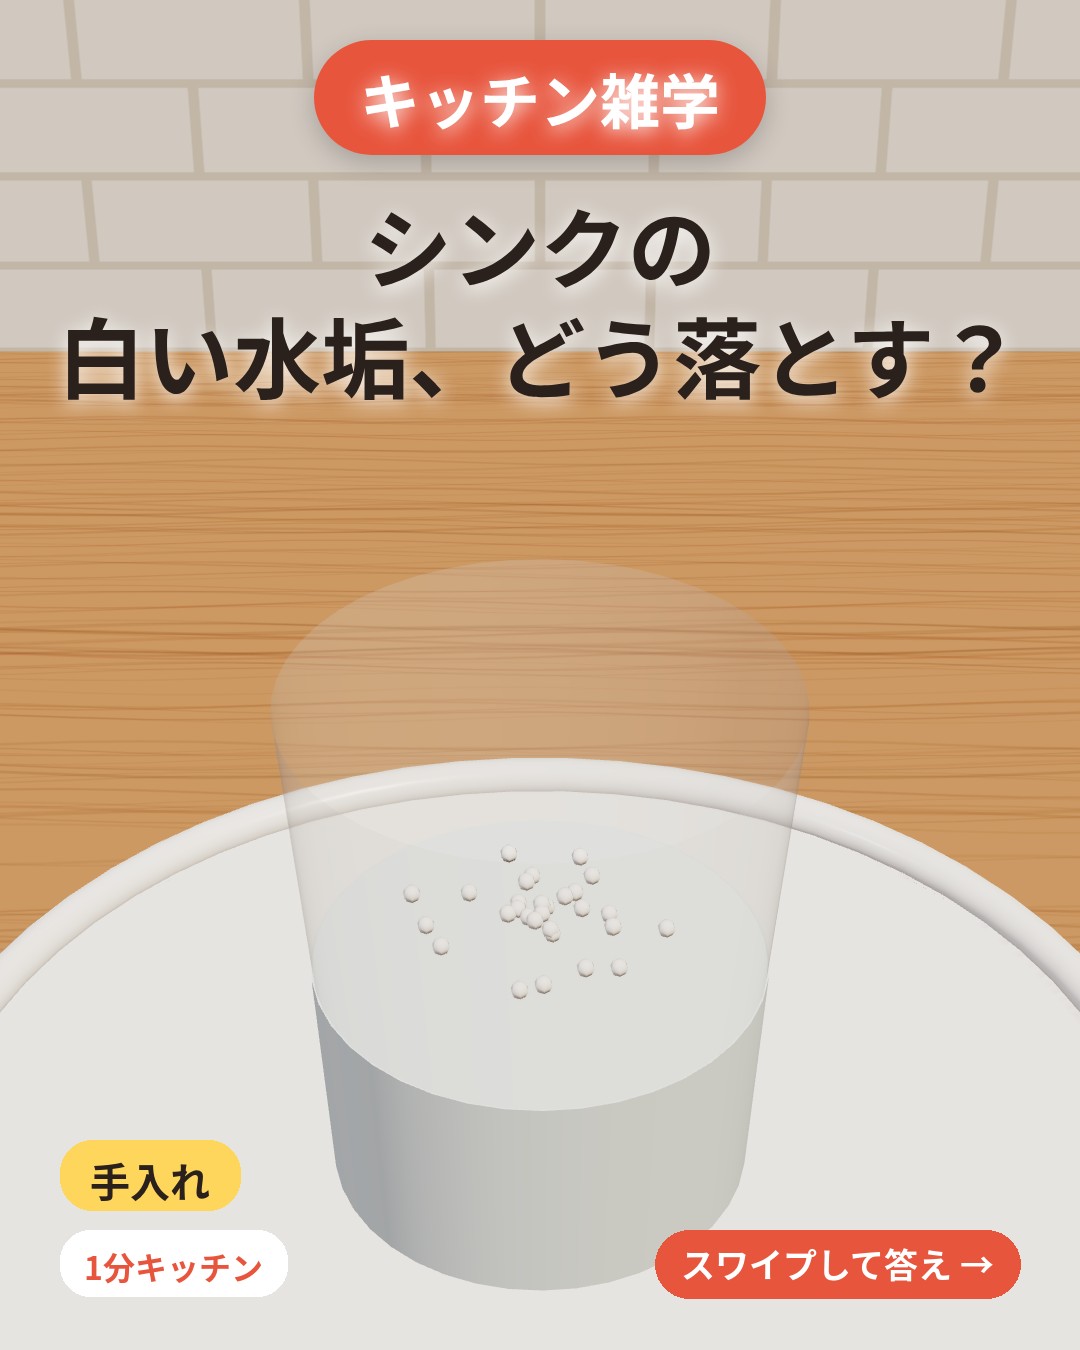 キッチン雑学
シンクの
白い水垢、どう落とす？
手入れ
1分キッチン
スワイプして答え→